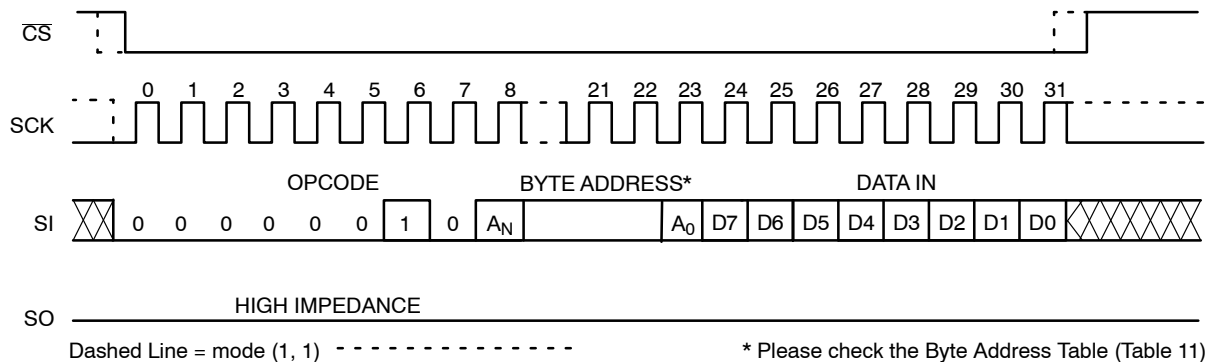 CS
0 1 2 3 4 5 6 7 8 21 22 23 24 25 26 27 28 29 30 31
SCK
OPCODE BYTE ADDRESS* DATA IN
SI 0 0 0 0 0 0 1 0 AN A0 D7 D6 D5 D4 D3 D2 D1 D0
HIGH IMPEDANCE
SO
Dashed Line = mode (1, 1) * Please check the Byte Address Table (Table 11)